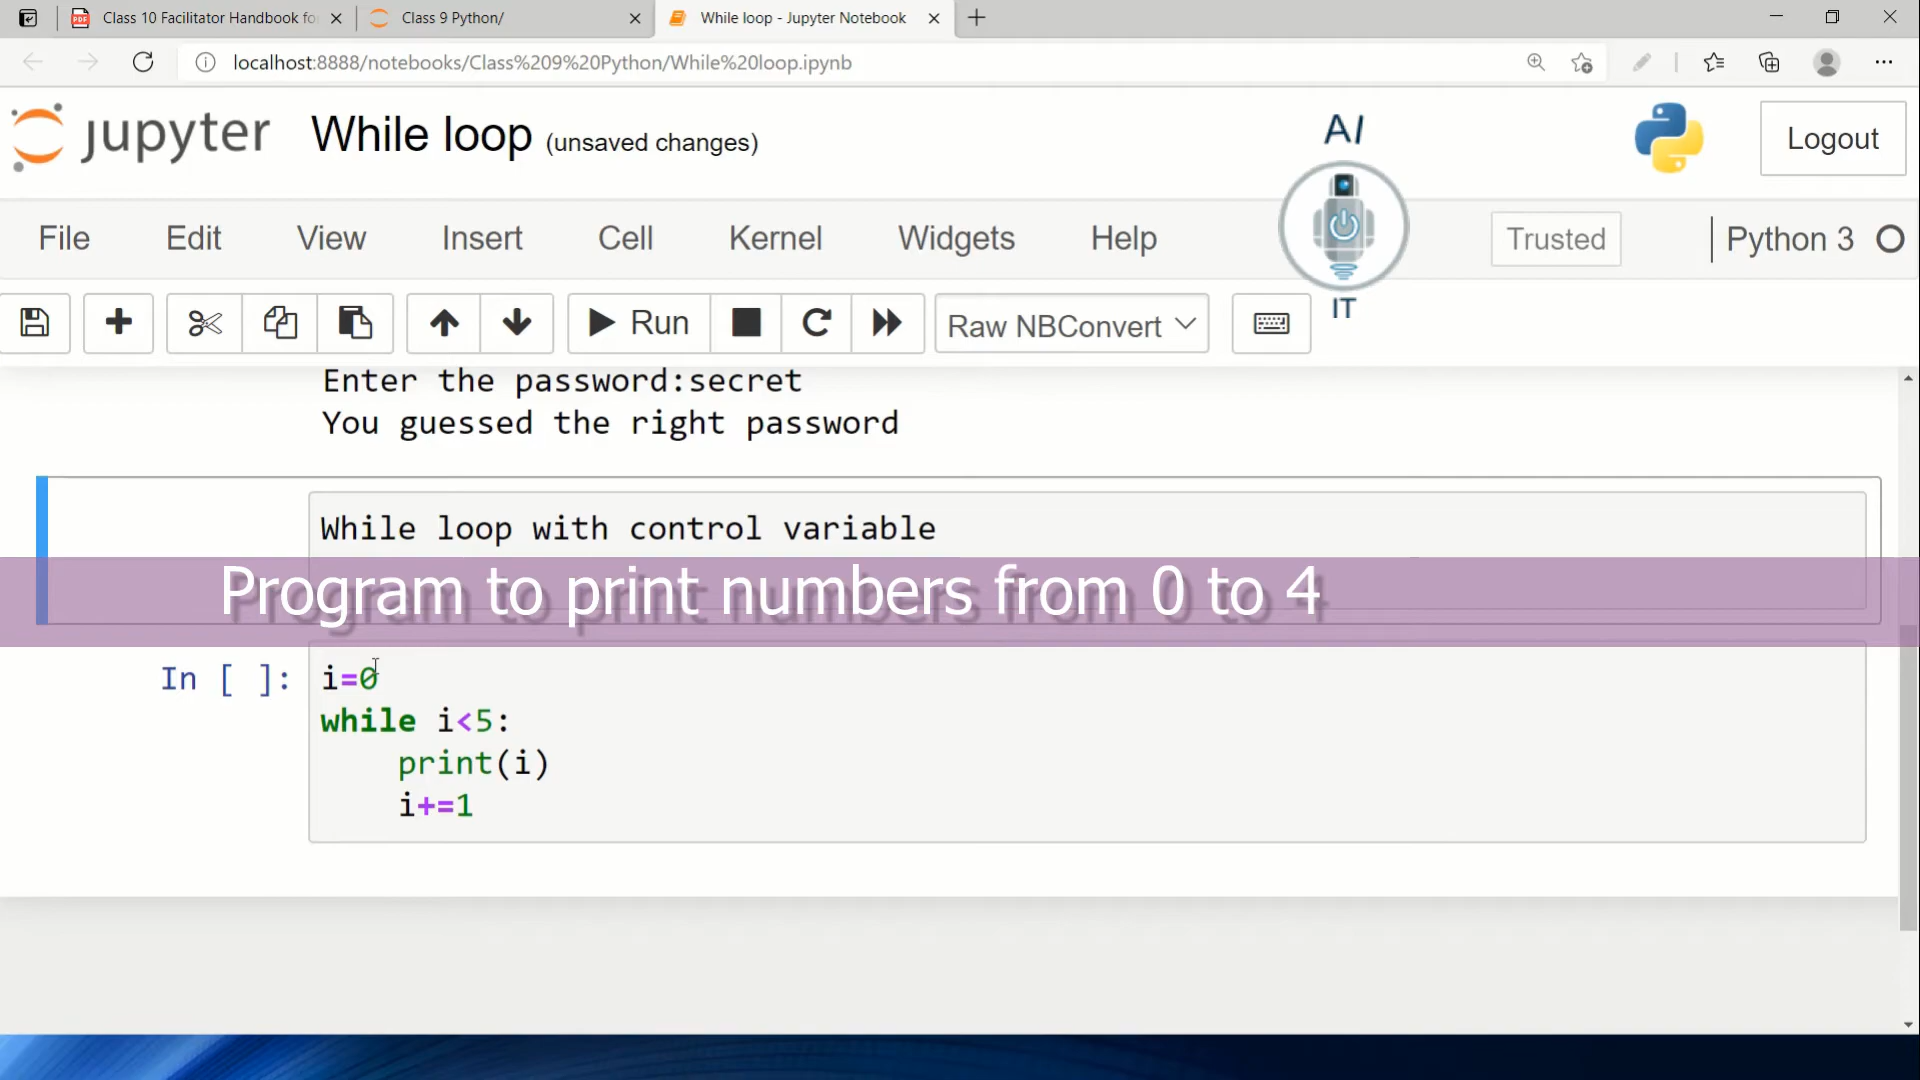 Class 10 Facilitator Handbook fo
Class 9 Python/
While loop - Jupyter Notebook
localhost:8888/notebooks/Class%209%20Python/While%20loop.ipynb
jupyter While loop (unsaved changes)
AI
IT
Logout
File Edit View Insert Cell Kernel Widgets Help
Trusted
Python 3
Run
Raw NBConvert
Enter the password:secret
You guessed the right password
While loop with control variable
Program to print numbers from 0 to 4
In [ ]:
i=0
while i<5:
    print(i)
    i+=1